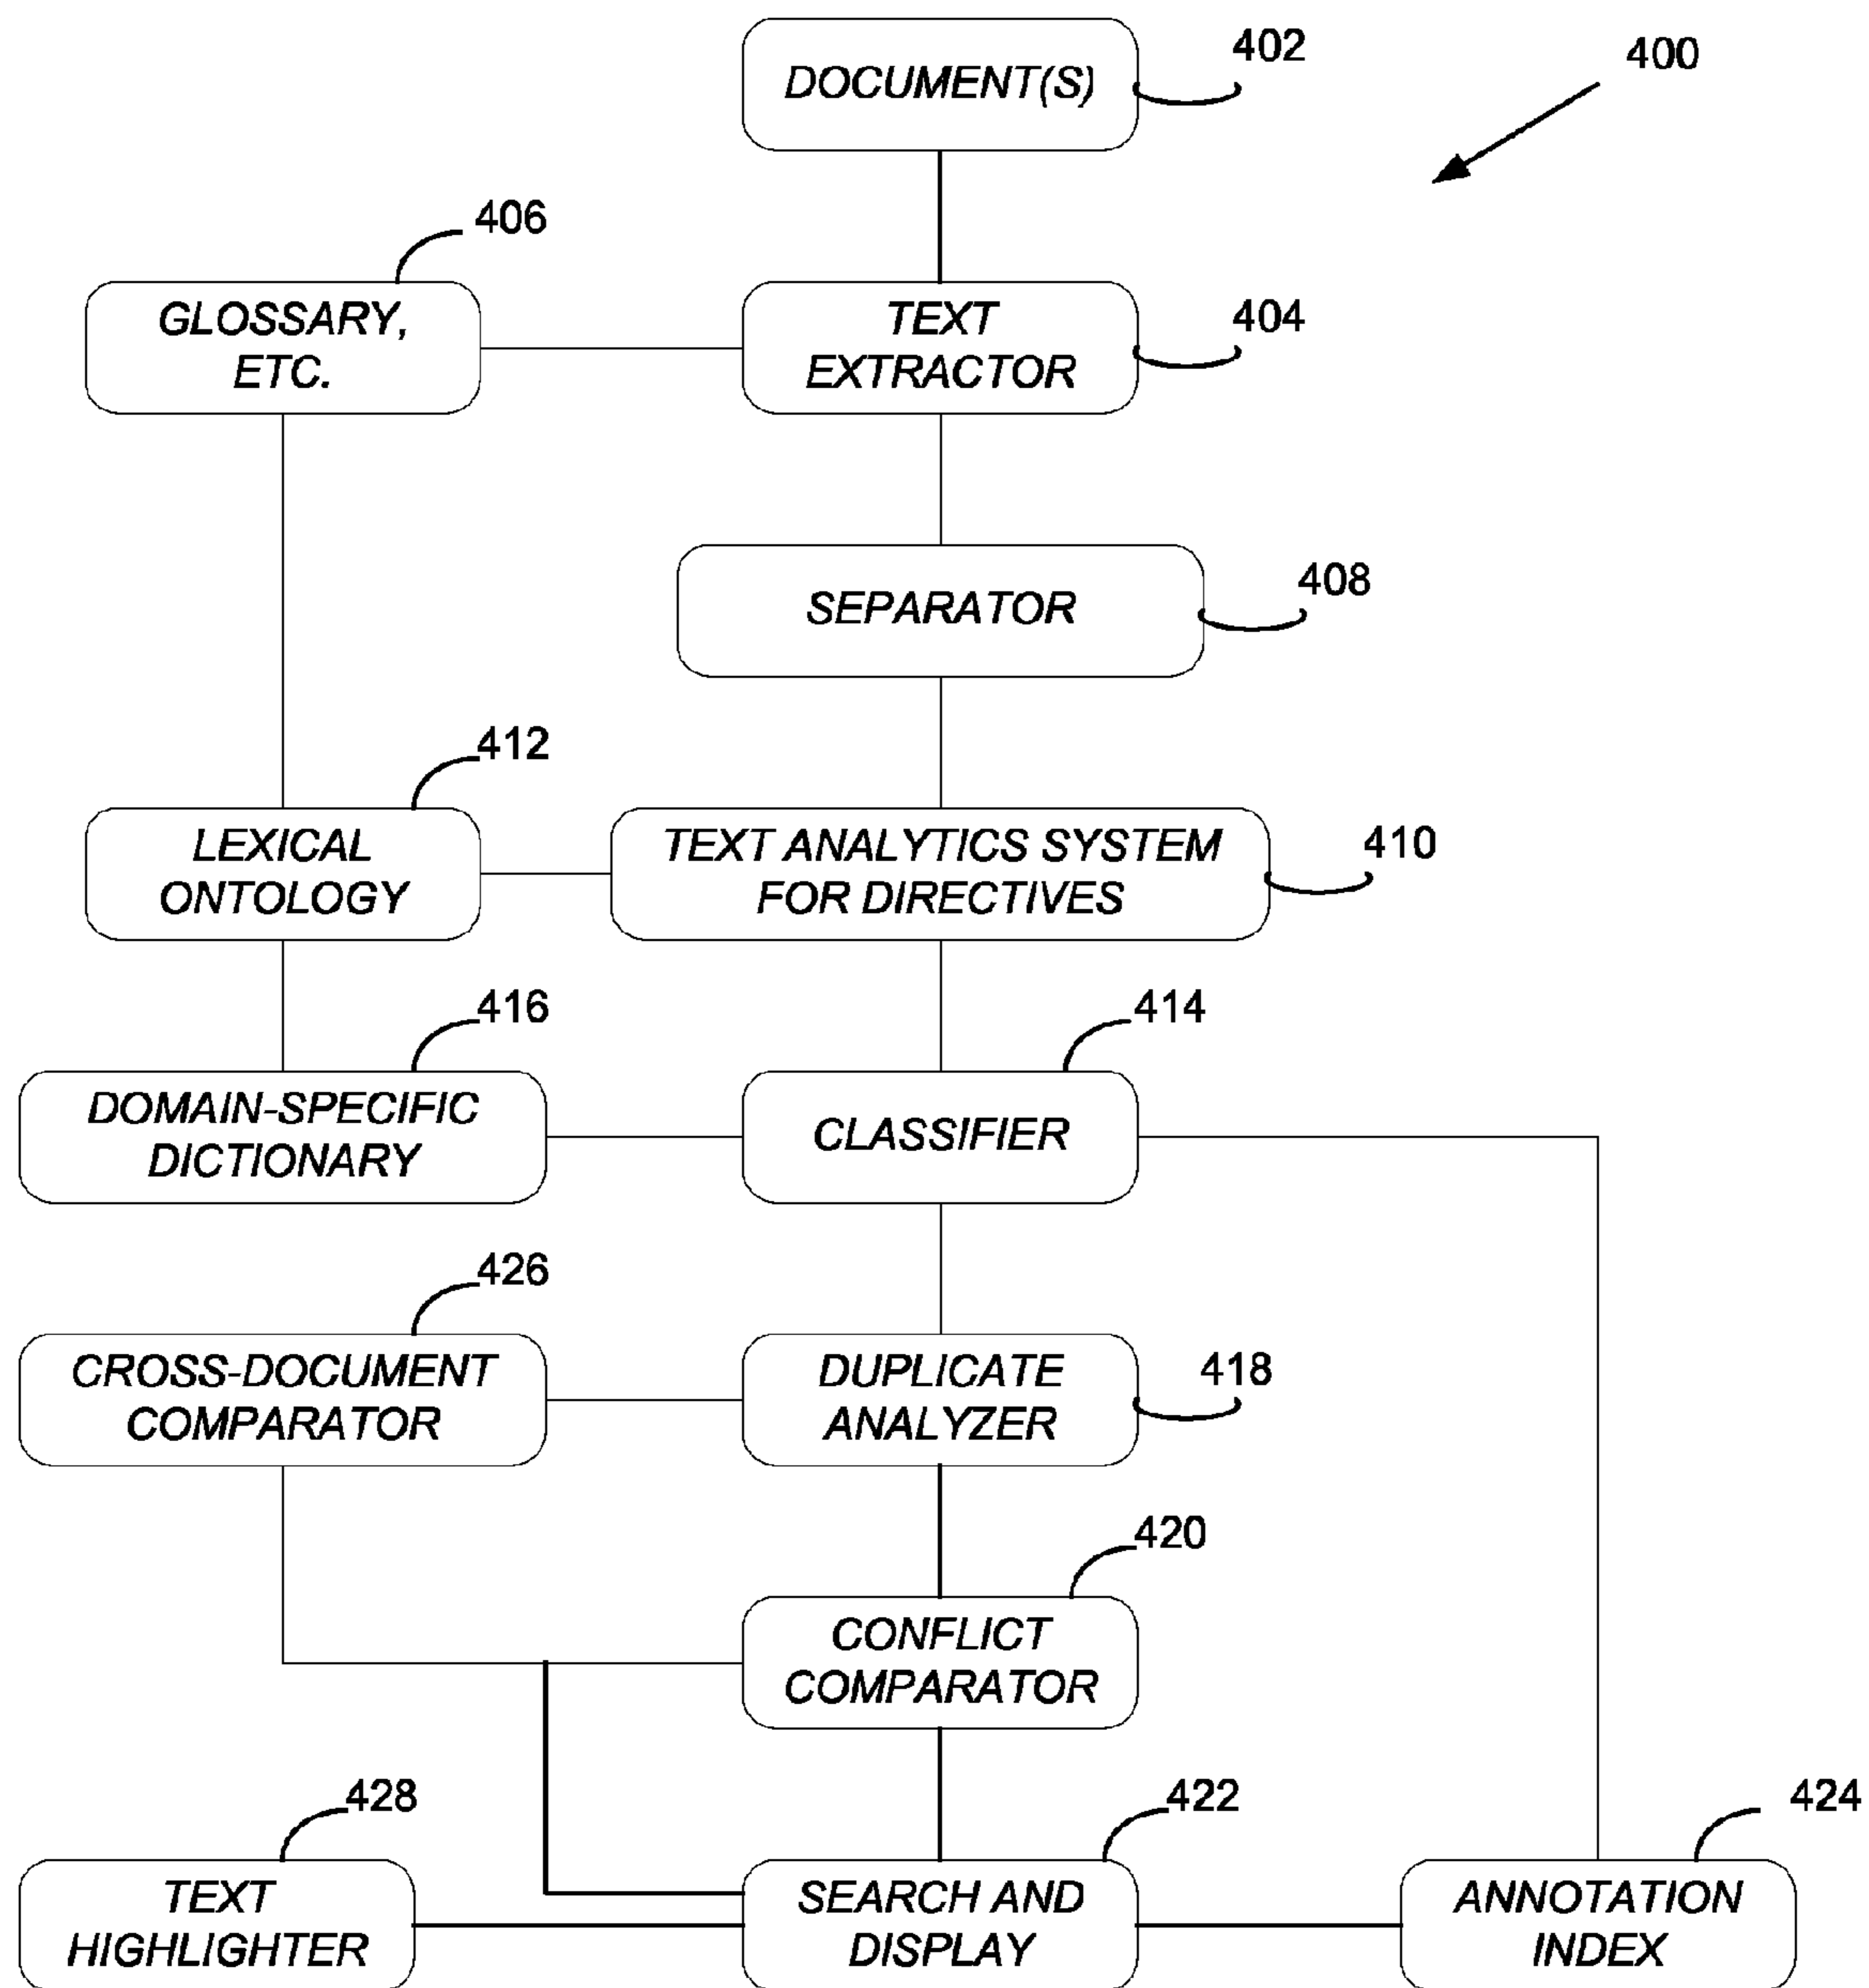 DOCUMENT(S)
402
400
406
GLOSSARY,
ETC.
TEXT
EXTRACTOR
404
SEPARATOR
408
412
LEXICAL
ONTOLOGY
TEXT ANALYTICS SYSTEM
FOR DIRECTIVES
410
416
414
DOMAIN-SPECIFIC
DICTIONARY
CLASSIFIER
426
CROSS-DOCUMENT
COMPARATOR
DUPLICATE
ANALYZER
418
420
CONFLICT
COMPARATOR
428
422
424
TEXT
HIGHLIGHTER
SEARCH AND
DISPLAY
ANNOTATION
INDEX